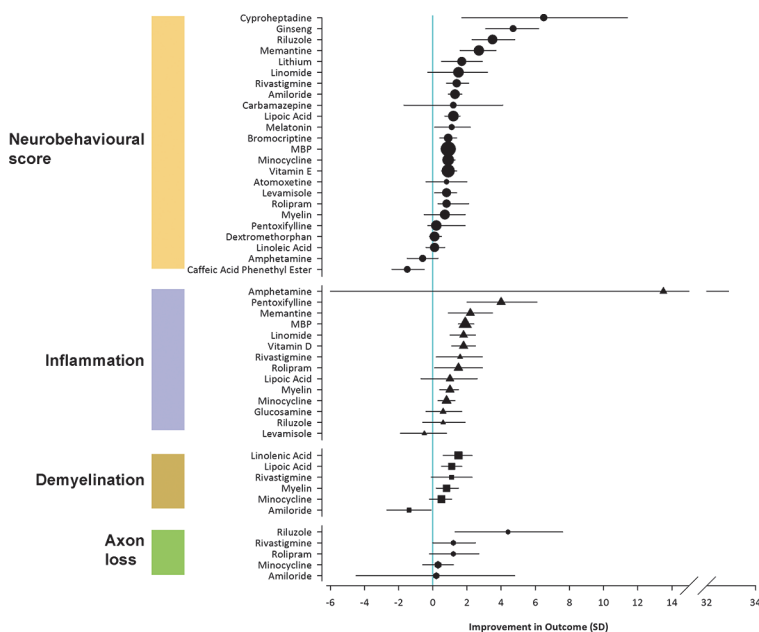 Neurobehavioural
score
Cyproheptadine
Ginseng
Riluzole
Memantine
Lithium
Linomide
Rivastigmine
Amiloride
Carbamazepine
Lipoic Acid
Melatonin
Bromocriptine
MBP
Minocycline
Vitamin E
Atomoxetine
Levamisole
Rolipram
Myelin
Pentoxifylline
Dextromethorphan
Linoleic Acid
Amphetamine
Caffeic Acid Phenethyl Ester
Inflammation
Amphetamine
Pentoxifylline
Memantine
MBP
Linomide
Vitamin D
Rivastigmine
Rolipram
Lipoic Acid
Myelin
Minocycline
Glucosamine
Riluzole
Levamisole
Demyelination
Linolenic Acid
Lipoic Acid
Rivastigmine
Myelin
Minocycline
Amiloride
Axon
loss
Riluzole
Rivastigmine
Rolipram
Minocycline
Amiloride
-6 -4 -2 0 2 4 6 8 10 12 14 32 34
Improvement in Outcome (SD)